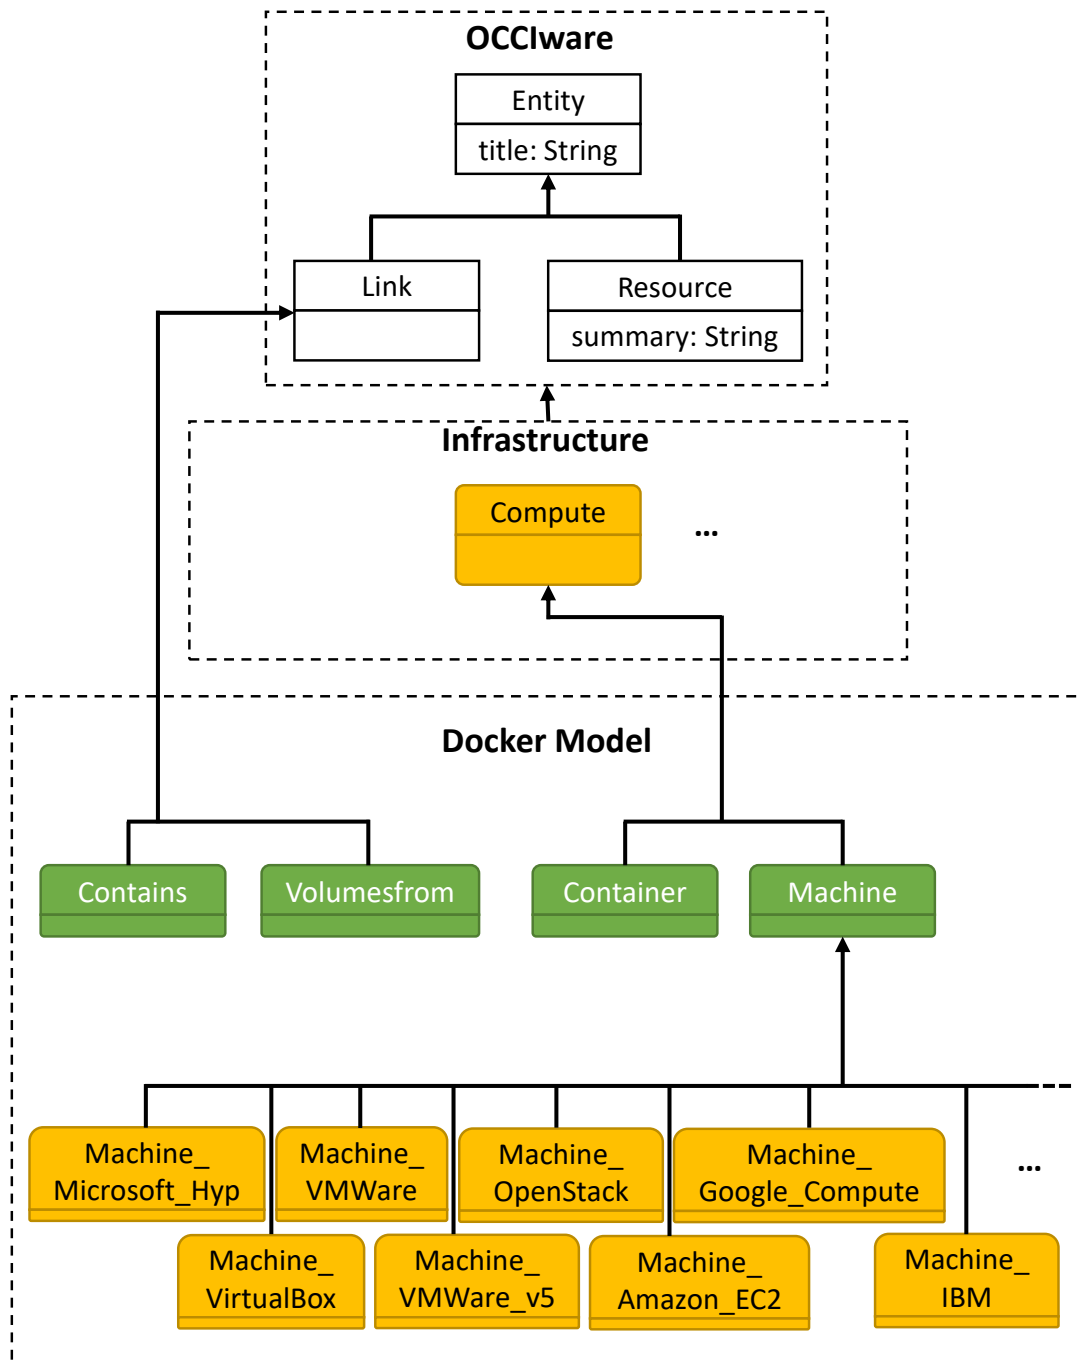 OCCIware
Entity
title: String
Link
Resource
summary: String
Infrastructure
Compute
...
Docker Model
Contains
Volumesfrom
Container
Machine
Machine_
Microsoft_Hyp
Machine_
VMWare
Machine_
OpenStack
Machine_
Google_Compute
...
Machine_
VirtualBox
Machine_
VMWare_v5
Machine_
Amazon_EC2
Machine_
IBM